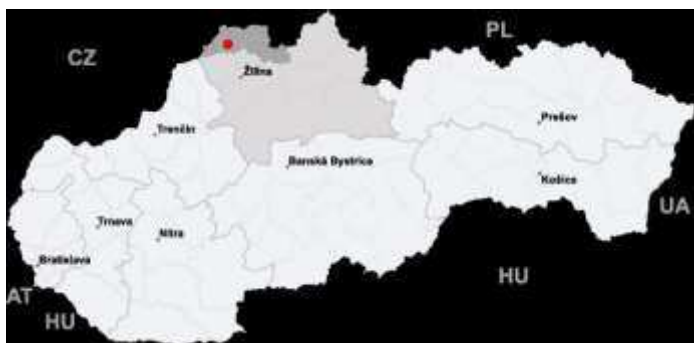 PL
CZ
Žilina
Prešov
Trenčín
Banská Bystrica
Košice
UA
Trnava
Nitra
Bratislava
HU
AT
HU